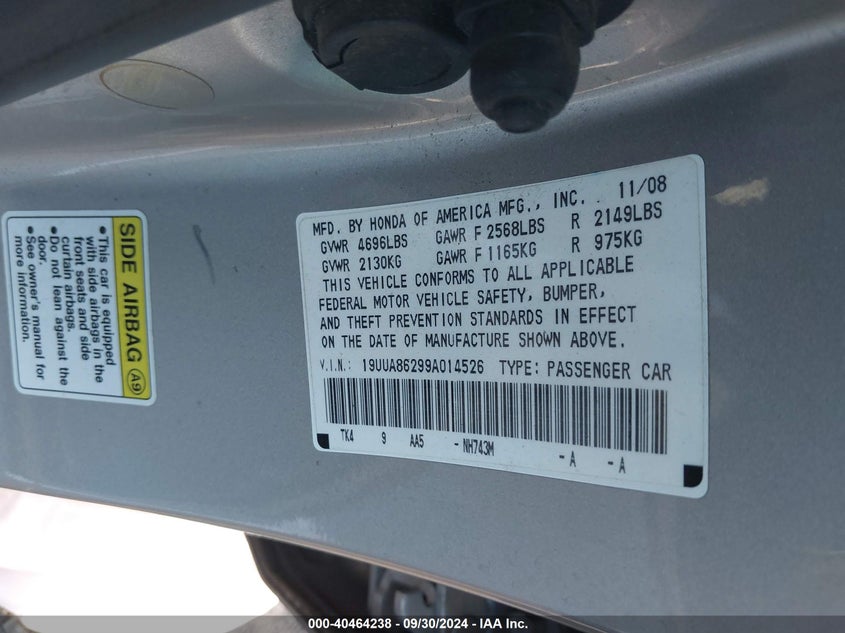 MFD. BY HONDA OF AMERICA MFG., INC. 11/08
GVWR 4696LBS GAWR F 2568LBS R 2149LBS
GVWR 2130KG GAWR F 1165KG R 975KG
THIS VEHICLE CONFORMS TO ALL APPLICABLE
FEDERAL MOTOR VEHICLE SAFETY, BUMPER,
AND THEFT PREVENTION STANDARDS IN EFFECT
ON THE DATE OF MANUFACTURE SHOWN ABOVE.
V.I.N.: 19UUA86299A014526 TYPE: PASSENGER CAR
TK4 9 AA5 -NH743M -A -A
SIDE AIRBAG A9
• This car is equipped
with side airbags in the
front seats and side
curtain airbags.
• Do not lean against the
door.
• See owner's manual for
more information.
000-40464238 - 09/30/2024 - IAA Inc.